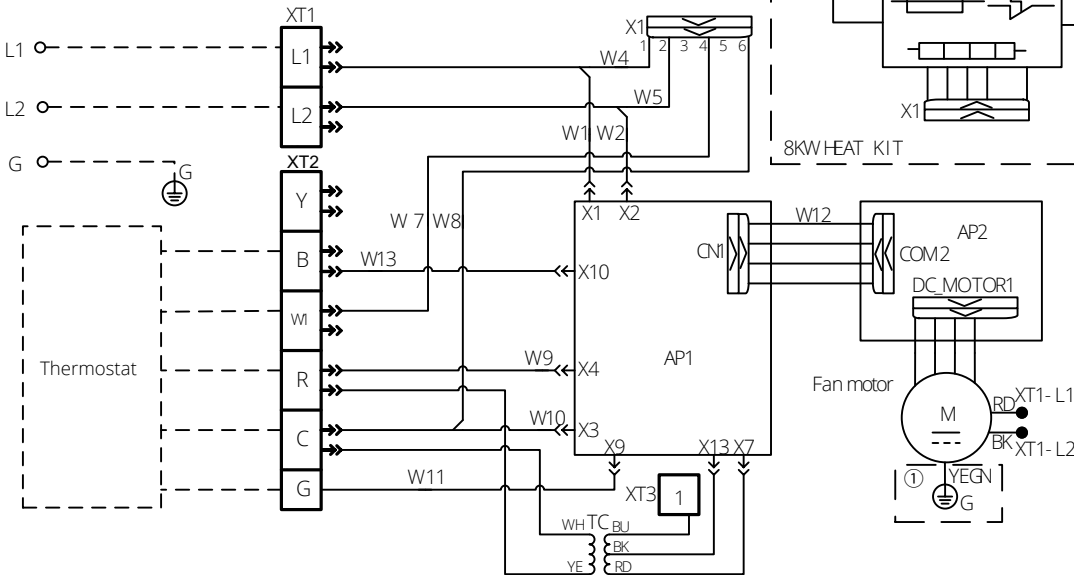 XT1
L1
L1
L2
L2
G
G
X1
1 2 3 4 5 6
W4
W5
W1
W2
X1
8KW HEAT KIT
XT2
Y
B
W1
R
C
G
Thermostat
W13
W 7
W8
W9
W10
W11
X1
X2
X10
X4
X3
X9
X13
X7
AP1
CN1
W12
COM2
AP2
DC_MOTOR1
Fan motor
M
RD
XT1-L1
BK
XT1-L2
①
YEGN
G
XT3
1
WH
TC
BU
BK
YE
RD